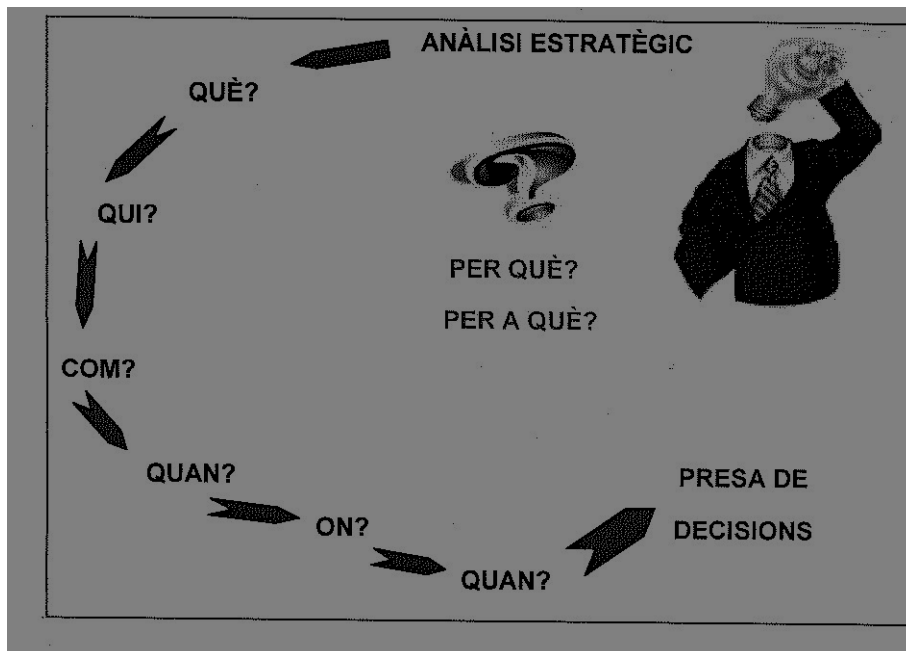 ANÀLISI ESTRATÈGIC
QUÈ?
QUI?
PER QUÈ?
PER A QUÈ?
COM?
QUAN?
ON?
QUAN?
PRESA DE
DECISIONS